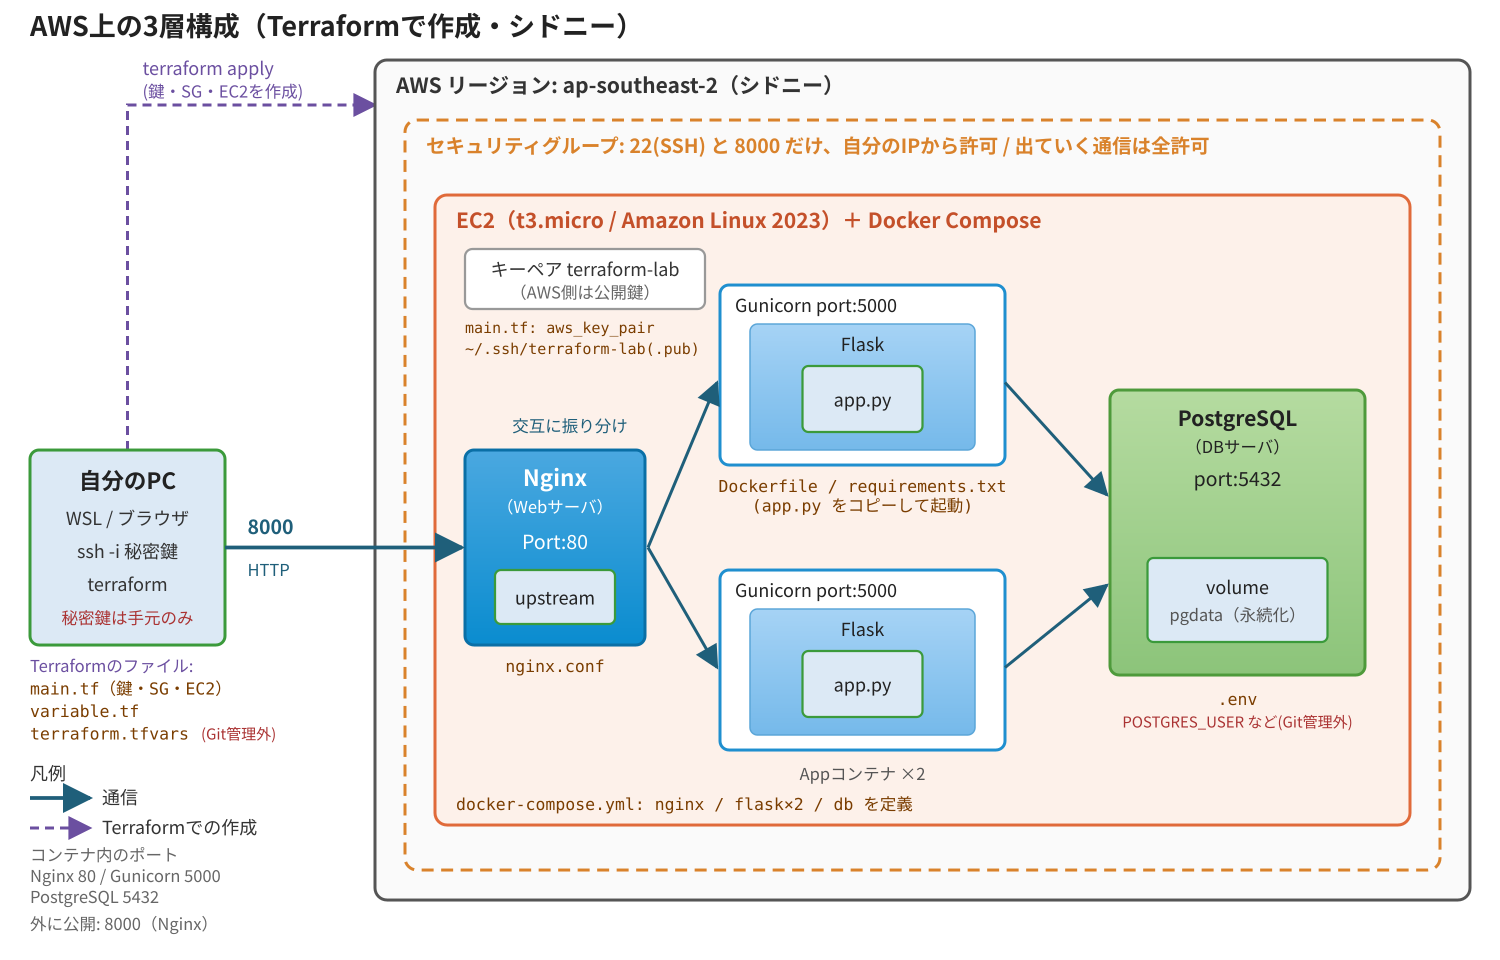 AWS上の3層構成（Terraformで作成・シドニー）
terraform apply
(鍵・SG・EC2を作成)
AWS リージョン: ap-southeast-2（シドニー）
セキュリティグループ: 22(SSH) と 8000 だけ、自分のIPから許可 / 出ていく通信は全許可
EC2（t3.micro / Amazon Linux 2023）＋ Docker Compose
キーペア terraform-lab
（AWS側は公開鍵）
main.tf: aws_key_pair
~/.ssh/terraform-lab(.pub)
Gunicorn port:5000
Flask
app.py
Dockerfile / requirements.txt
(app.py をコピーして起動)
交互に振り分け
Nginx
（Webサーバ）
Port:80
upstream
nginx.conf
Gunicorn port:5000
Flask
app.py
Appコンテナ ×2
PostgreSQL
（DBサーバ）
port:5432
volume
pgdata（永続化）
.env
POSTGRES_USER など(Git管理外)
docker-compose.yml: nginx / flask×2 / db を定義
自分のPC
WSL / ブラウザ
ssh -i 秘密鍵
terraform
秘密鍵は手元のみ
8000
HTTP
Terraformのファイル:
main.tf（鍵・SG・EC2）
variable.tf
terraform.tfvars (Git管理外)
凡例
通信
Terraformでの作成
コンテナ内のポート
Nginx 80 / Gunicorn 5000
PostgreSQL 5432
外に公開: 8000（Nginx）